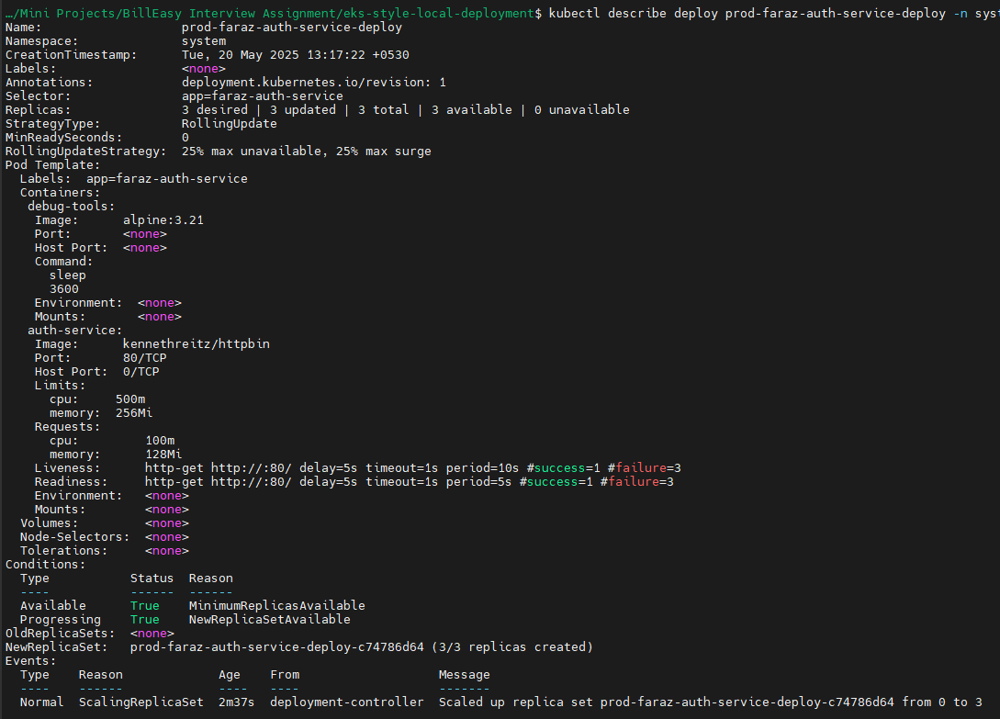 …/Mini Projects/BillEasy Interview Assignment/eks-style-local-deployment$ kubectl describe deploy prod-faraz-auth-service-deploy -n sys
Name:                   prod-faraz-auth-service-deploy
Namespace:              system
CreationTimestamp:      Tue, 20 May 2025 13:17:22 +0530
Labels:                 <none>
Annotations:            deployment.kubernetes.io/revision: 1
Selector:               app=faraz-auth-service
Replicas:               3 desired | 3 updated | 3 total | 3 available | 0 unavailable
StrategyType:           RollingUpdate
MinReadySeconds:        0
RollingUpdateStrategy:  25% max unavailable, 25% max surge
Pod Template:
  Labels:  app=faraz-auth-service
  Containers:
   debug-tools:
    Image:      alpine:3.21
    Port:       <none>
    Host Port:  <none>
    Command:
      sleep
      3600
    Environment:  <none>
    Mounts:       <none>
   auth-service:
    Image:      kennethreitz/httpbin
    Port:       80/TCP
    Host Port:  0/TCP
    Limits:
      cpu:     500m
      memory:  256Mi
    Requests:
      cpu:         100m
      memory:      128Mi
    Liveness:      http-get http://:80/ delay=5s timeout=1s period=10s #success=1 #failure=3
    Readiness:     http-get http://:80/ delay=5s timeout=1s period=5s #success=1 #failure=3
    Environment:   <none>
    Mounts:        <none>
  Volumes:         <none>
  Node-Selectors:  <none>
  Tolerations:     <none>
Conditions:
  Type           Status  Reason
  ----           ------  ------
  Available      True    MinimumReplicasAvailable
  Progressing    True    NewReplicaSetAvailable
OldReplicaSets:  <none>
NewReplicaSet:   prod-faraz-auth-service-deploy-c74786d64 (3/3 replicas created)
Events:
  Type    Reason             Age    From                   Message
  ----    ------             ----   ----                   -------
  Normal  ScalingReplicaSet  2m37s  deployment-controller  Scaled up replica set prod-faraz-auth-service-deploy-c74786d64 from 0 to 3